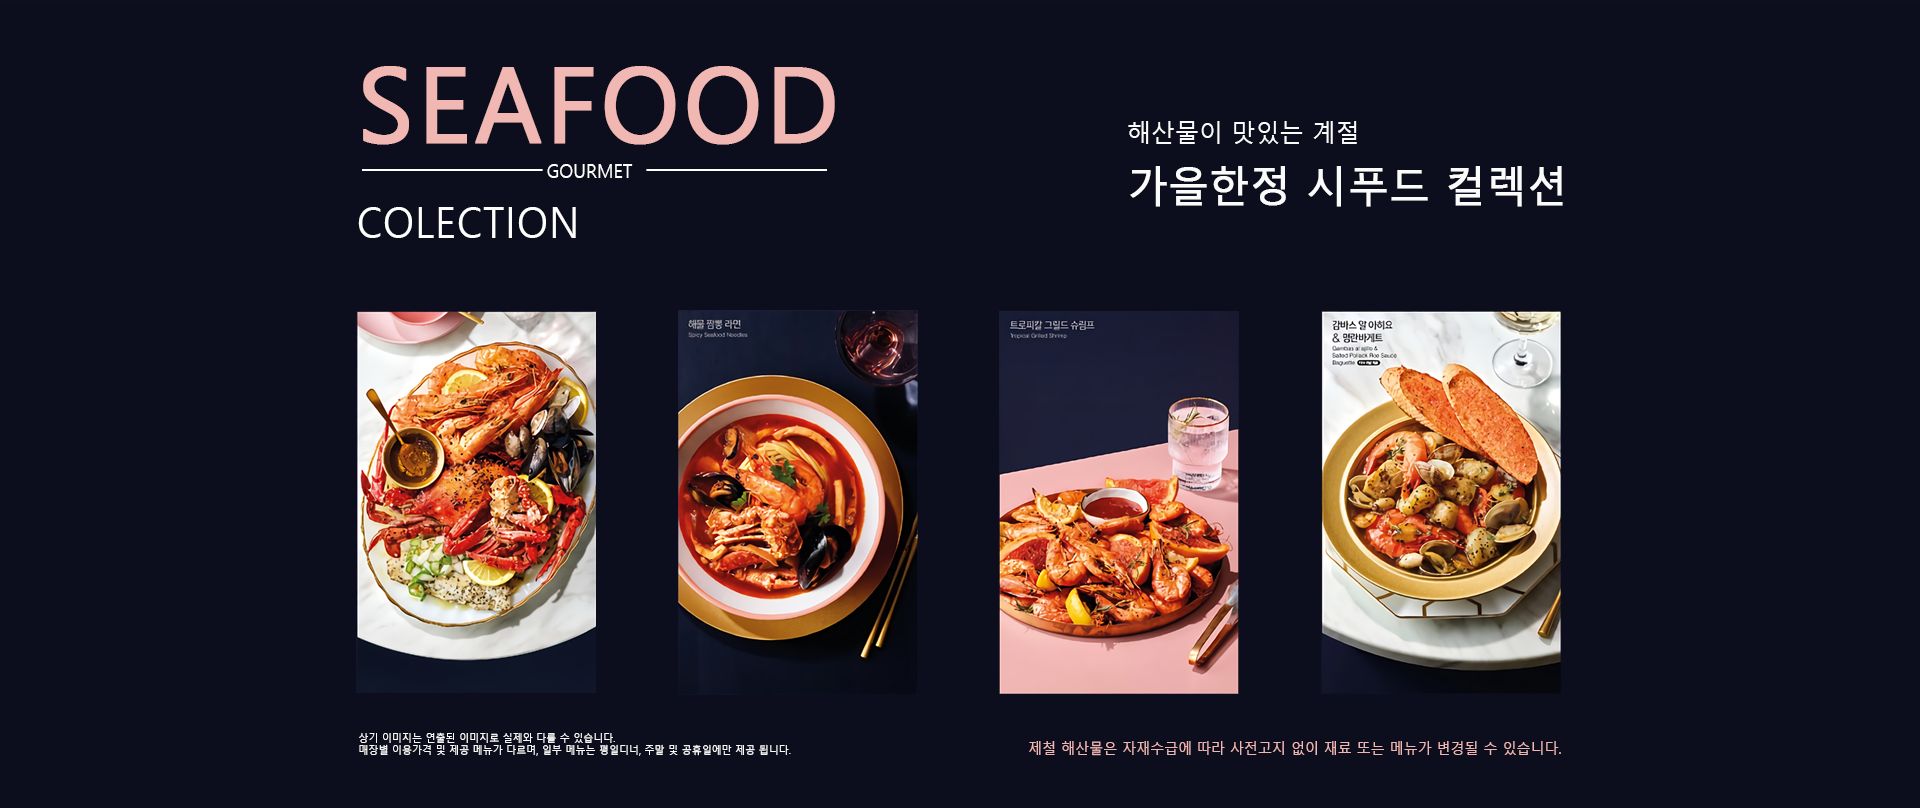 SEAFOOD
GOURMET
COLECTION
해산물이 맛있는 계절
가을한정 시푸드 컬렉션
해물 짬뽕 라면
Spicy Seafood Noodles
트로피칼 그릴드 슈림프
Tropical Grilled Shrimp
감바스 알 아히요
& 명란바게트
Gambas al ajillo &
Salted Pollack Roe Sauce
Baguette
상기 이미지는 연출된 이미지로 실제와 다를 수 있습니다.
매장별 이용가격 및 제공 메뉴가 다르며, 일부 메뉴는 평일디너, 주말 및 공휴일에만 제공 됩니다.
제철 해산물은 자재수급에 따라 사전고지 없이 재료 또는 메뉴가 변경될 수 있습니다.